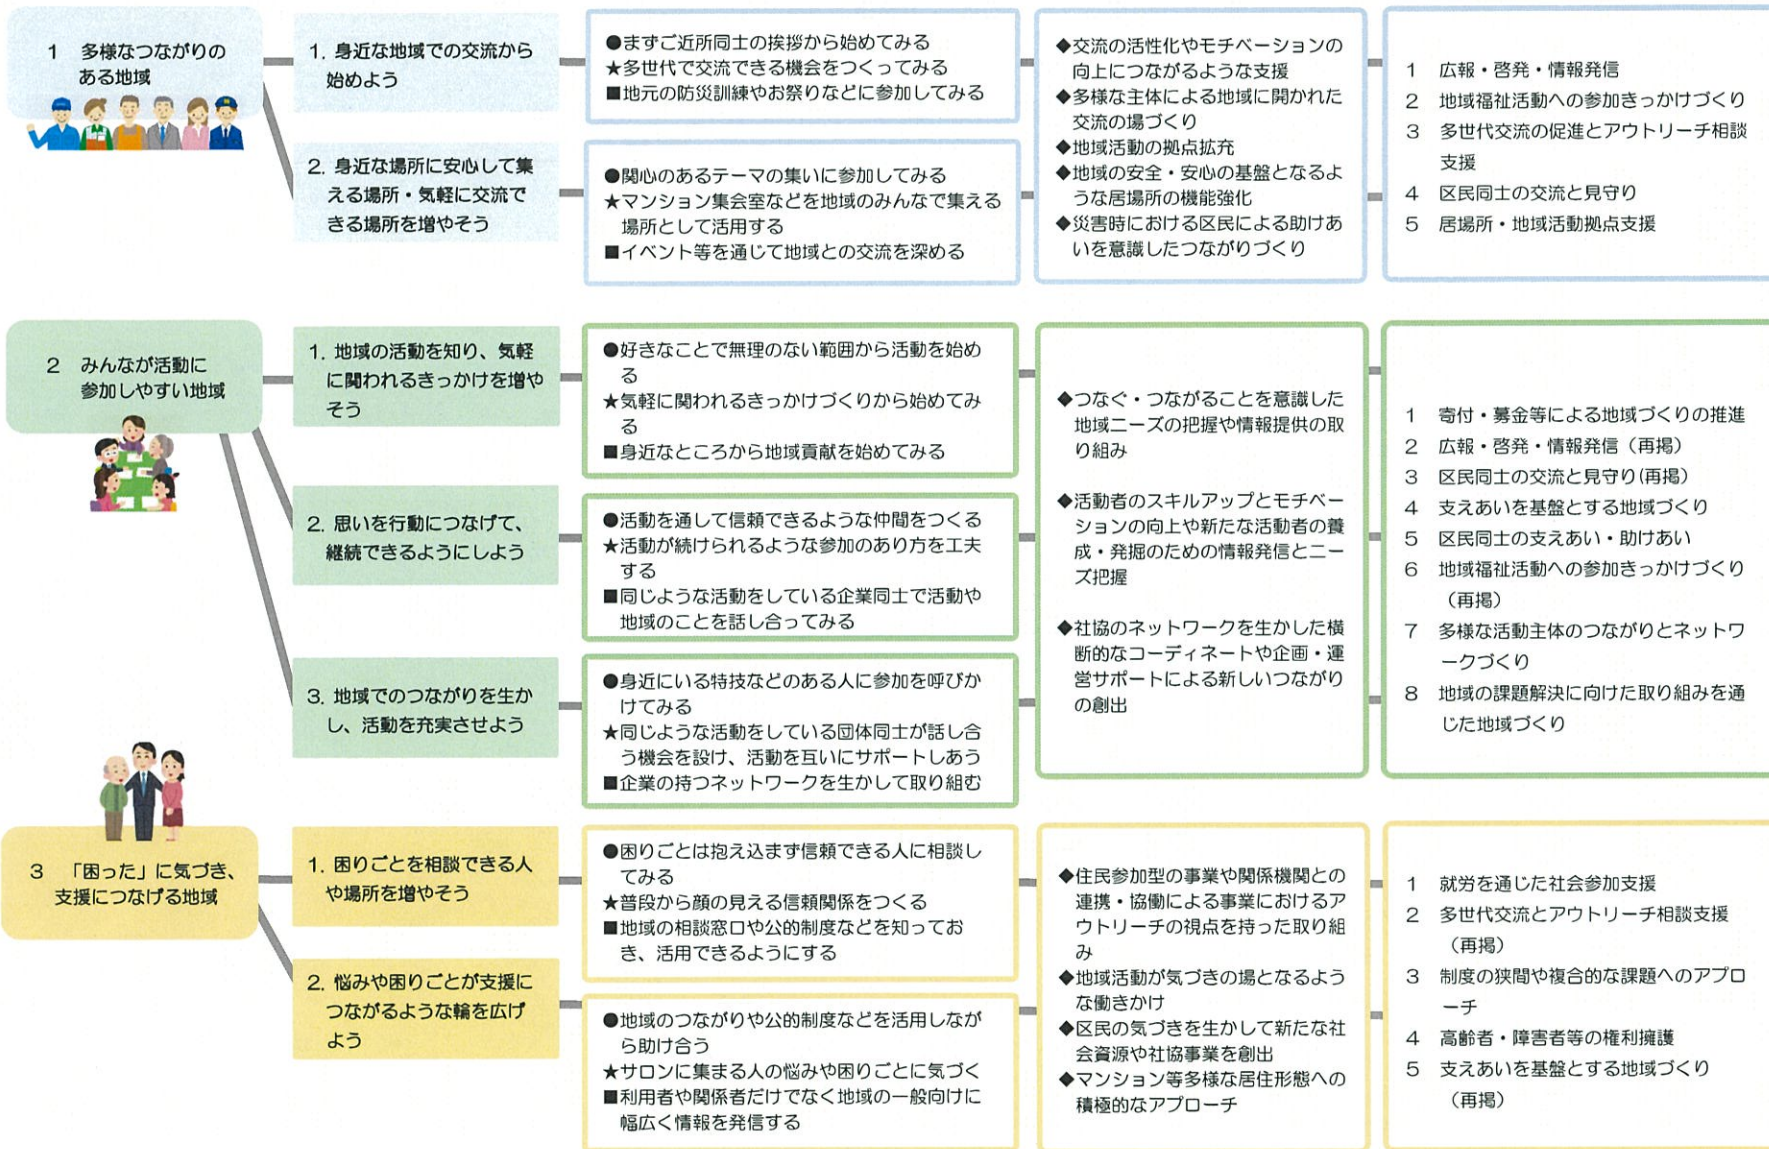 1　多様なつながりの
ある地域
1. 身近な地域での交流から
始めよう
●まずご近所同士の挨拶から始めてみる
★多世代で交流できる機会をつくってみる
■地元の防災訓練やお祭りなどに参加してみる
2. 身近な場所に安心して集
える場所・気軽に交流で
きる場所を増やそう
●関心のあるテーマの集いに参加してみる
★マンション集会室などを地域のみんなで集える
場所として活用する
■イベント等を通じて地域との交流を深める
◆交流の活性化やモチベーションの
向上につながるような支援
◆多様な主体による地域に開かれた
交流の場づくり
◆地域活動の拠点拡充
◆地域の安全・安心の基盤となるよ
うな居場所の機能強化
◆災害時における区民による助けあ
いを意識したつながりづくり
1　広報・啓発・情報発信
2　地域福祉活動への参加きっかけづくり
3　多世代交流の促進とアウトリーチ相談
支援
4　区民同士の交流と見守り
5　居場所・地域活動拠点支援
2　みんなが活動に
参加しやすい地域
1. 地域の活動を知り、気軽
に関われるきっかけを増や
そう
●好きなことで無理のない範囲から活動を始め
る
★気軽に関われるきっかけづくりから始めてみ
る
■身近なところから地域貢献を始めてみる
2. 思いを行動につなげて、
継続できるようにしよう
●活動を通して信頼できるような仲間をつくる
★活動が続けられるような参加のあり方を工夫
する
■同じような活動をしている企業同士で活動や
地域のことを話し合ってみる
3. 地域でのつながりを生か
し、活動を充実させよう
●身近にいる特技などのある人に参加を呼びか
けてみる
★同じような活動をしている団体同士が話し合
う機会を設け、活動を互いにサポートしあう
■企業の持つネットワークを生かして取り組む
◆つなぐ・つながることを意識した
地域ニーズの把握や情報提供の取
り組み
◆活動者のスキルアップとモチベー
ションの向上や新たな活動者の養
成・発掘のための情報発信とニー
ズ把握
◆社協のネットワークを生かした横
断的なコーディネートや企画・運
営サポートによる新しいつながり
の創出
1　寄付・募金等による地域づくりの推進
2　広報・啓発・情報発信（再掲）
3　区民同士の交流と見守り(再掲）
4　支えあいを基盤とする地域づくり
5　区民同士の支えあい・助けあい
6　地域福祉活動への参加きっかけづくり
（再掲）
7　多様な活動主体のつながりとネットワ
ークづくり
8　地域の課題解決に向けた取り組みを通
じた地域づくり
3　「困った」に気づき、
支援につなげる地域
1. 困りごとを相談できる人
や場所を増やそう
●困りごとは抱え込まず信頼できる人に相談し
てみる
★普段から顔の見える信頼関係をつくる
■地域の相談窓口や公的制度などを知ってお
き、活用できるようにする
2. 悩みや困りごとが支援に
つながるような輪を広げ
よう
●地域のつながりや公的制度などを活用しなが
ら助け合う
★サロンに集まる人の悩みや困りごとに気づく
■利用者や関係者だけでなく地域の一般向けに
幅広く情報を発信する
◆住民参加型の事業や関係機関との
連携・協働による事業におけるア
ウトリーチの視点を持った取り組
み
◆地域活動が気づきの場となるよう
な働きかけ
◆区民の気づきを生かして新たな社
会資源や社協事業を創出
◆マンション等多様な居住形態への
積極的なアプローチ
1　就労を通じた社会参加支援
2　多世代交流とアウトリーチ相談支援
（再掲）
3　制度の狭間や複合的な課題へのアプロ
ーチ
4　高齢者・障害者等の権利擁護
5　支えあいを基盤とする地域づくり
（再掲）